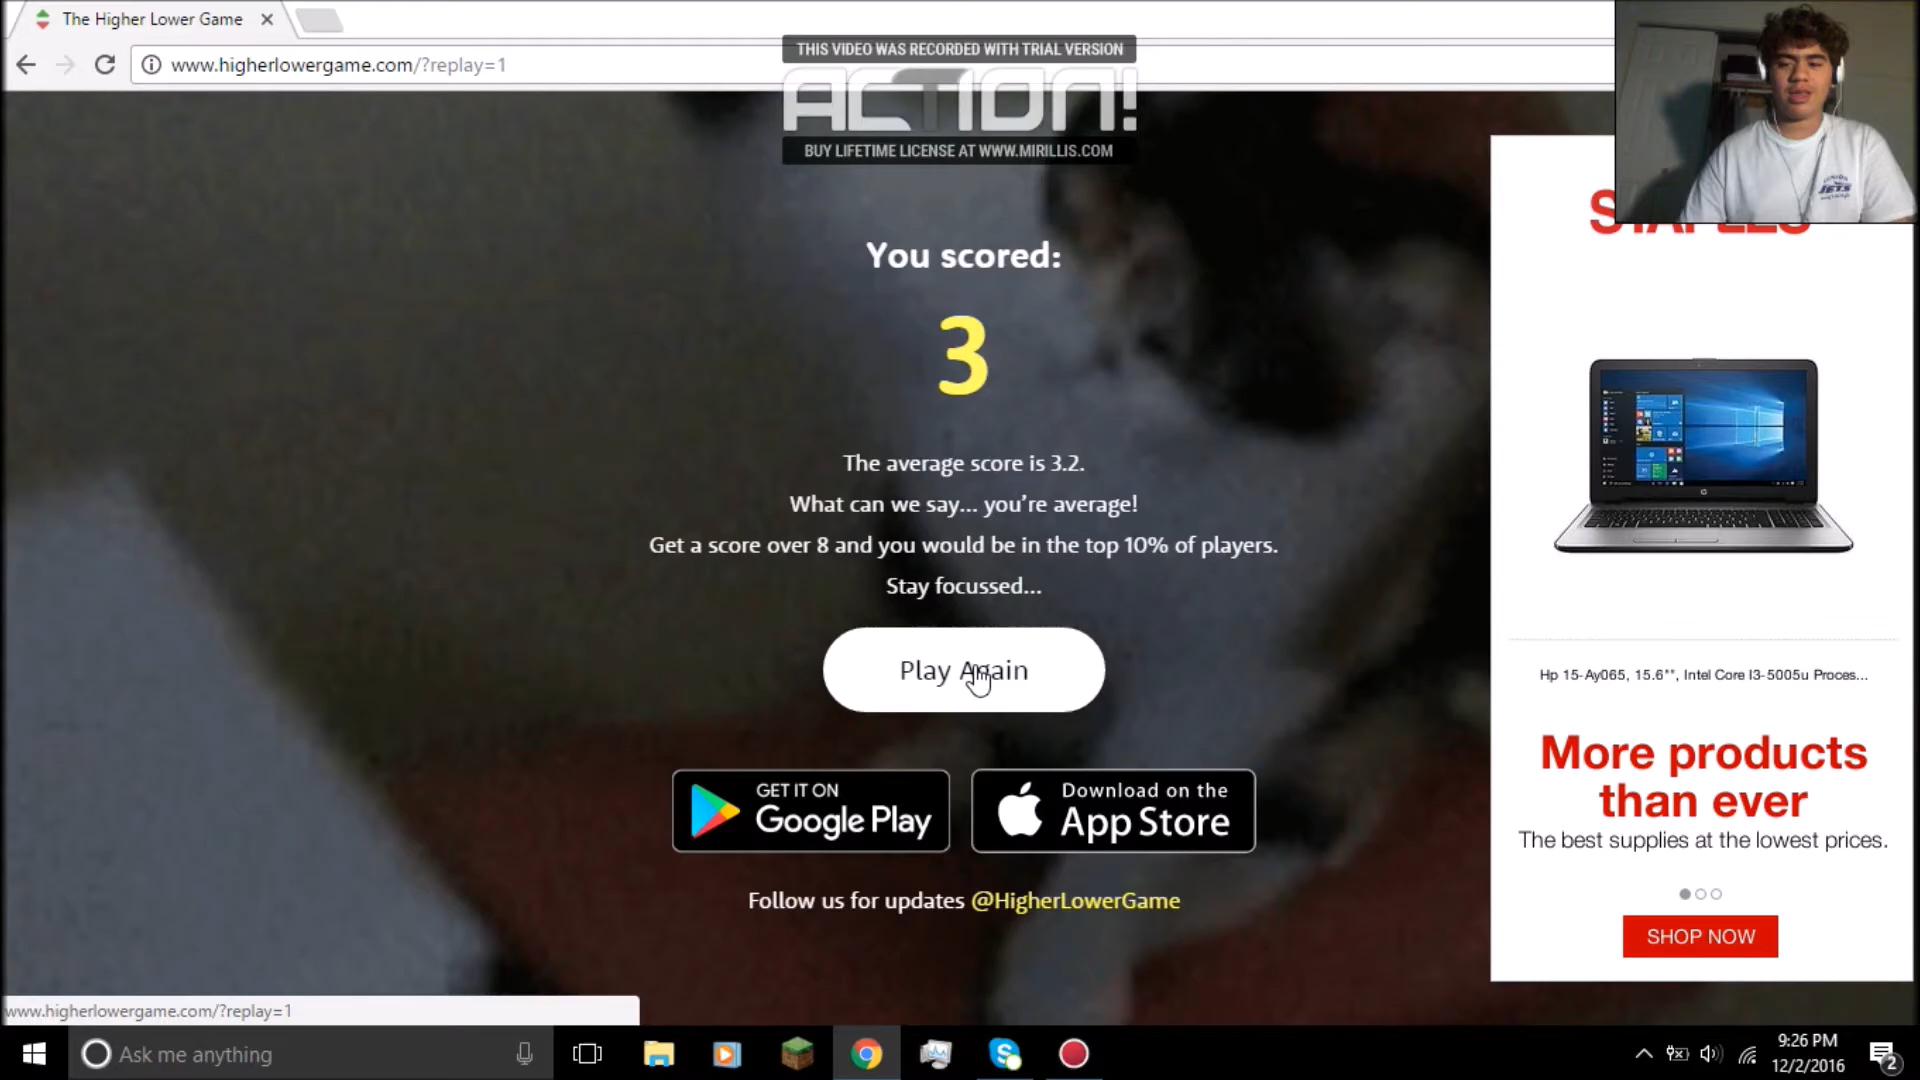 The Higher Lower Game
www.higherlowergame.com/?replay=1
THIS VIDEO WAS RECORDED WITH TRIAL VERSION
ACTION!
BUY LIFETIME LICENSE AT WWW.MIRILLIS.COM
You scored:
3
The average score is 3.2.
What can we say... you're average!
Get a score over 8 and you would be in the top 10% of players.
Stay focussed...
Play Again
GET IT ON
Google Play
Download on the
App Store
Follow us for updates @HigherLowerGame
JETS
STAPLES
Hp 15-Ay065, 15.6"", Intel Core I3-5005u Proces...
More products
than ever
The best supplies at the lowest prices.
SHOP NOW
www.higherlowergame.com/?replay=1
Ask me anything
9:26 PM
12/2/2016
2